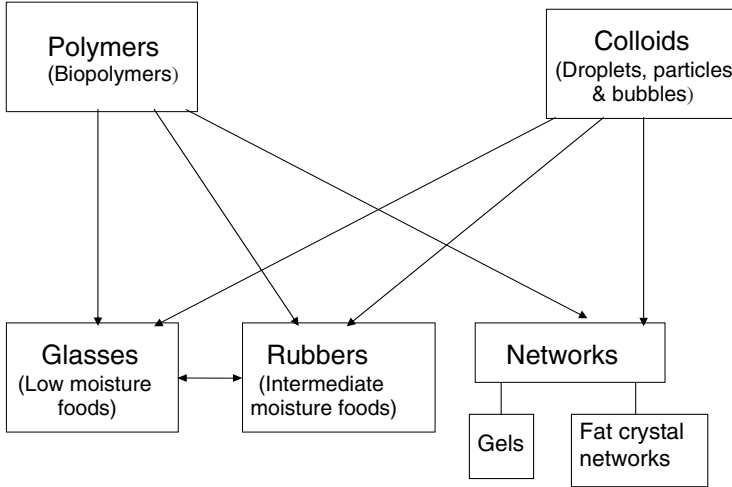 Polymers
(Biopolymers)
Colloids
(Droplets, particles
& bubbles)
Glasses
(Low moisture
foods)
Rubbers
(Intermediate
moisture foods)
Networks
Gels
Fat crystal
networks